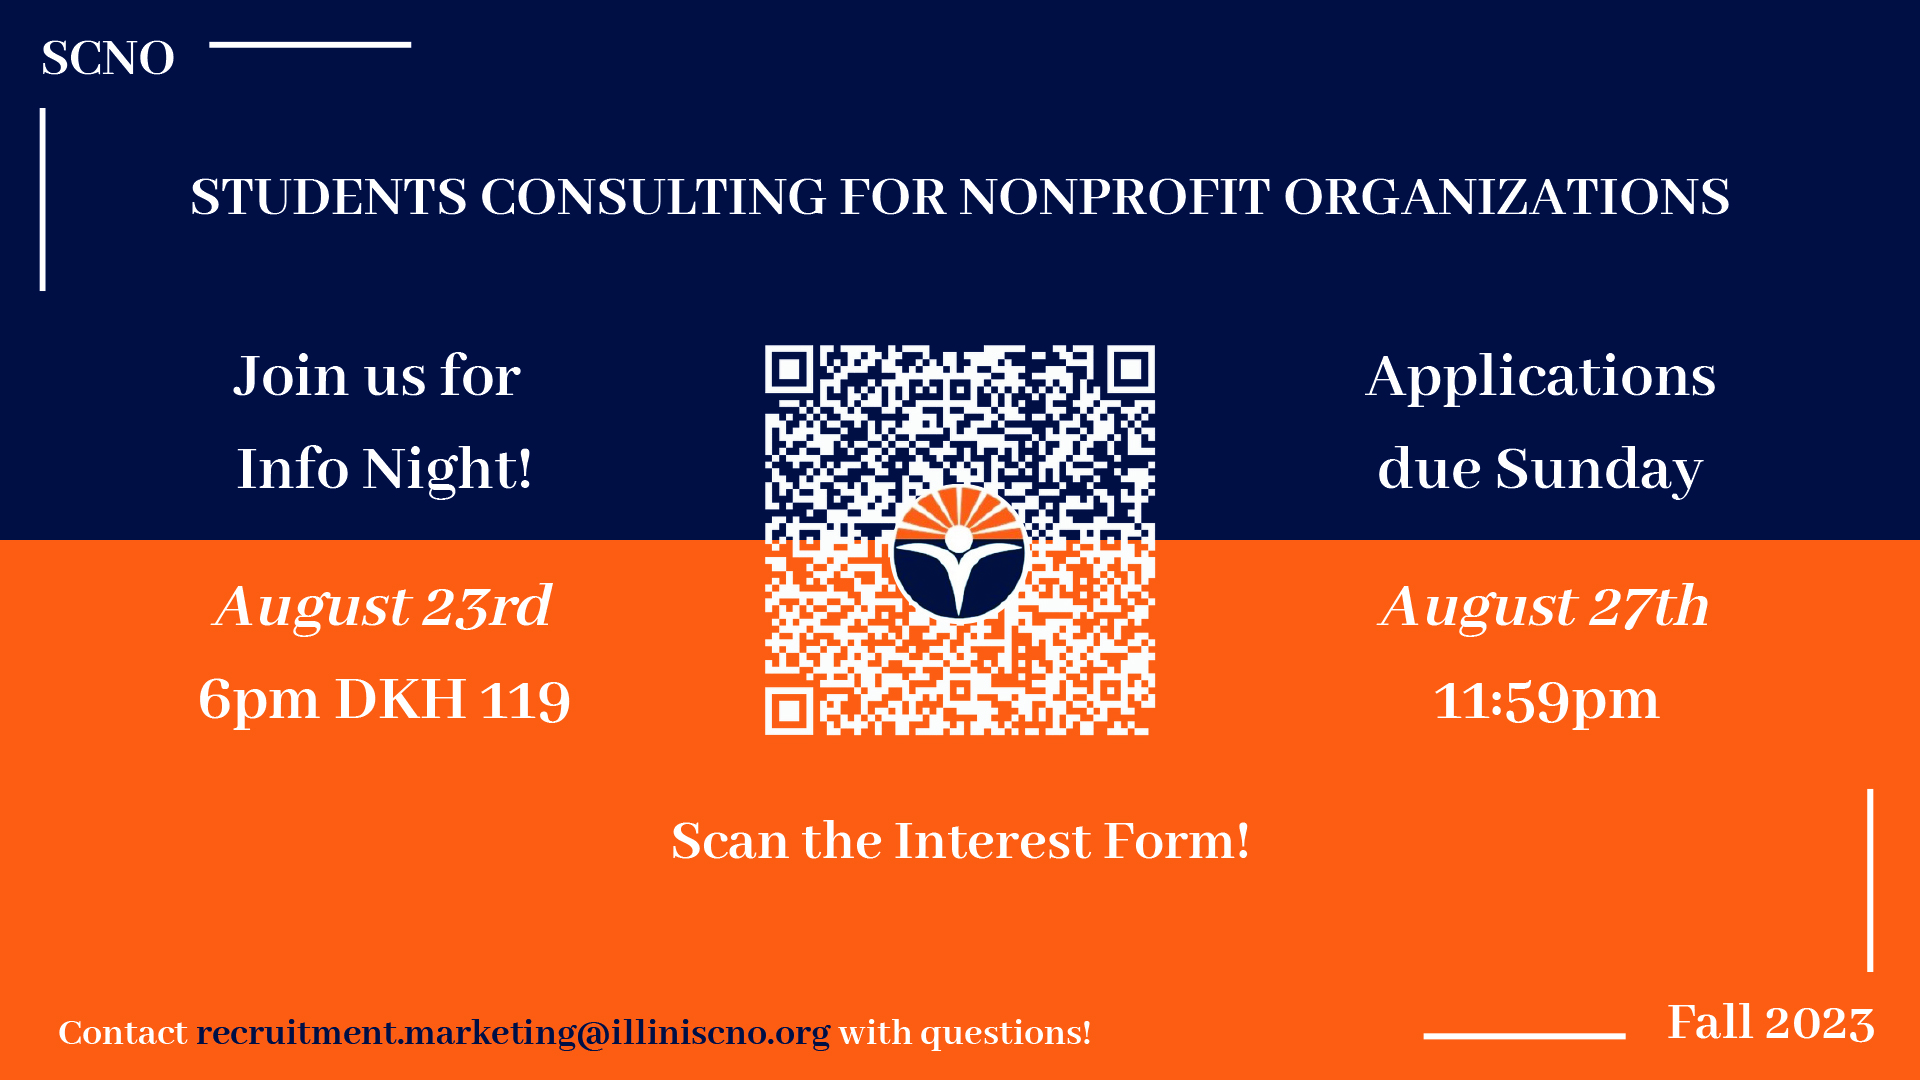 SCNO
STUDENTS CONSULTING FOR NONPROFIT ORGANIZATIONS
Join us for
Info Night!
August 23rd
6pm DKH 119
Applications
due Sunday
August 27th
11:59pm
Scan the Interest Form!
Contact recruitment.marketing@illiniscno.org with questions!
Fall 2023